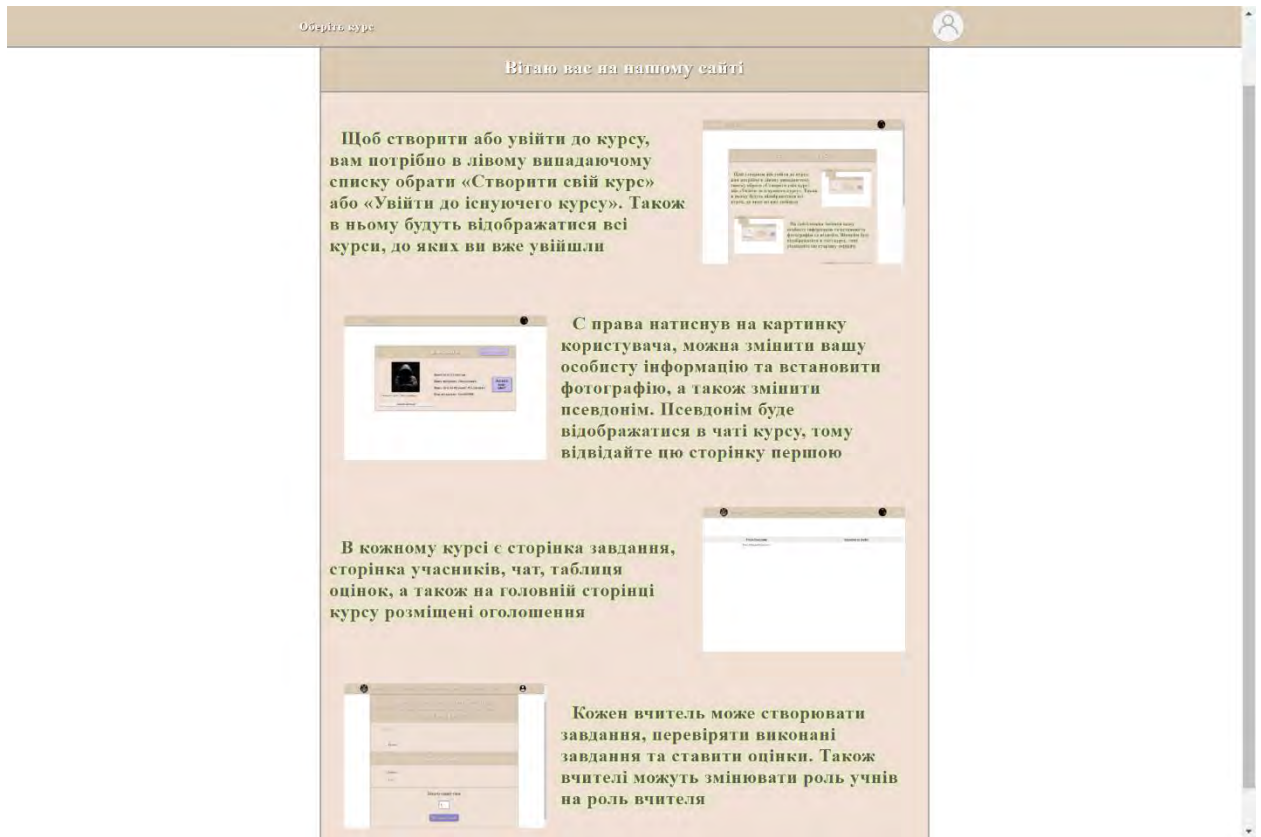 Оберіть курс
Вітаю вас на нашому сайті
Щоб створити або увійти до курсу,
вам потрібно в лівому випадаючому
списку обрати «Створити свій курс»
або «Увійти до існуючего курсу». Також
в ньому будуть відображатися всі
курси, до яких ви вже увійшли
С права натиснув на картинку
користувача, можна змінити вашу
особисту інформацію та встановити
фотографію, а також змінити
псевдонім. Псевдонім буде
відображатися в чаті курсу, тому
відвідайте цю сторінку першою
В кожному курсі є сторінка завдання,
сторінка учасників, чат, таблиця
оцінок, а також на головній сторінці
курсу розміщені оголошення
Кожен вчитель може створювати
завдання, перевіряти виконані
завдання та ставити оцінки. Також
вчителі можуть змінювати роль учнів
на роль вчителя